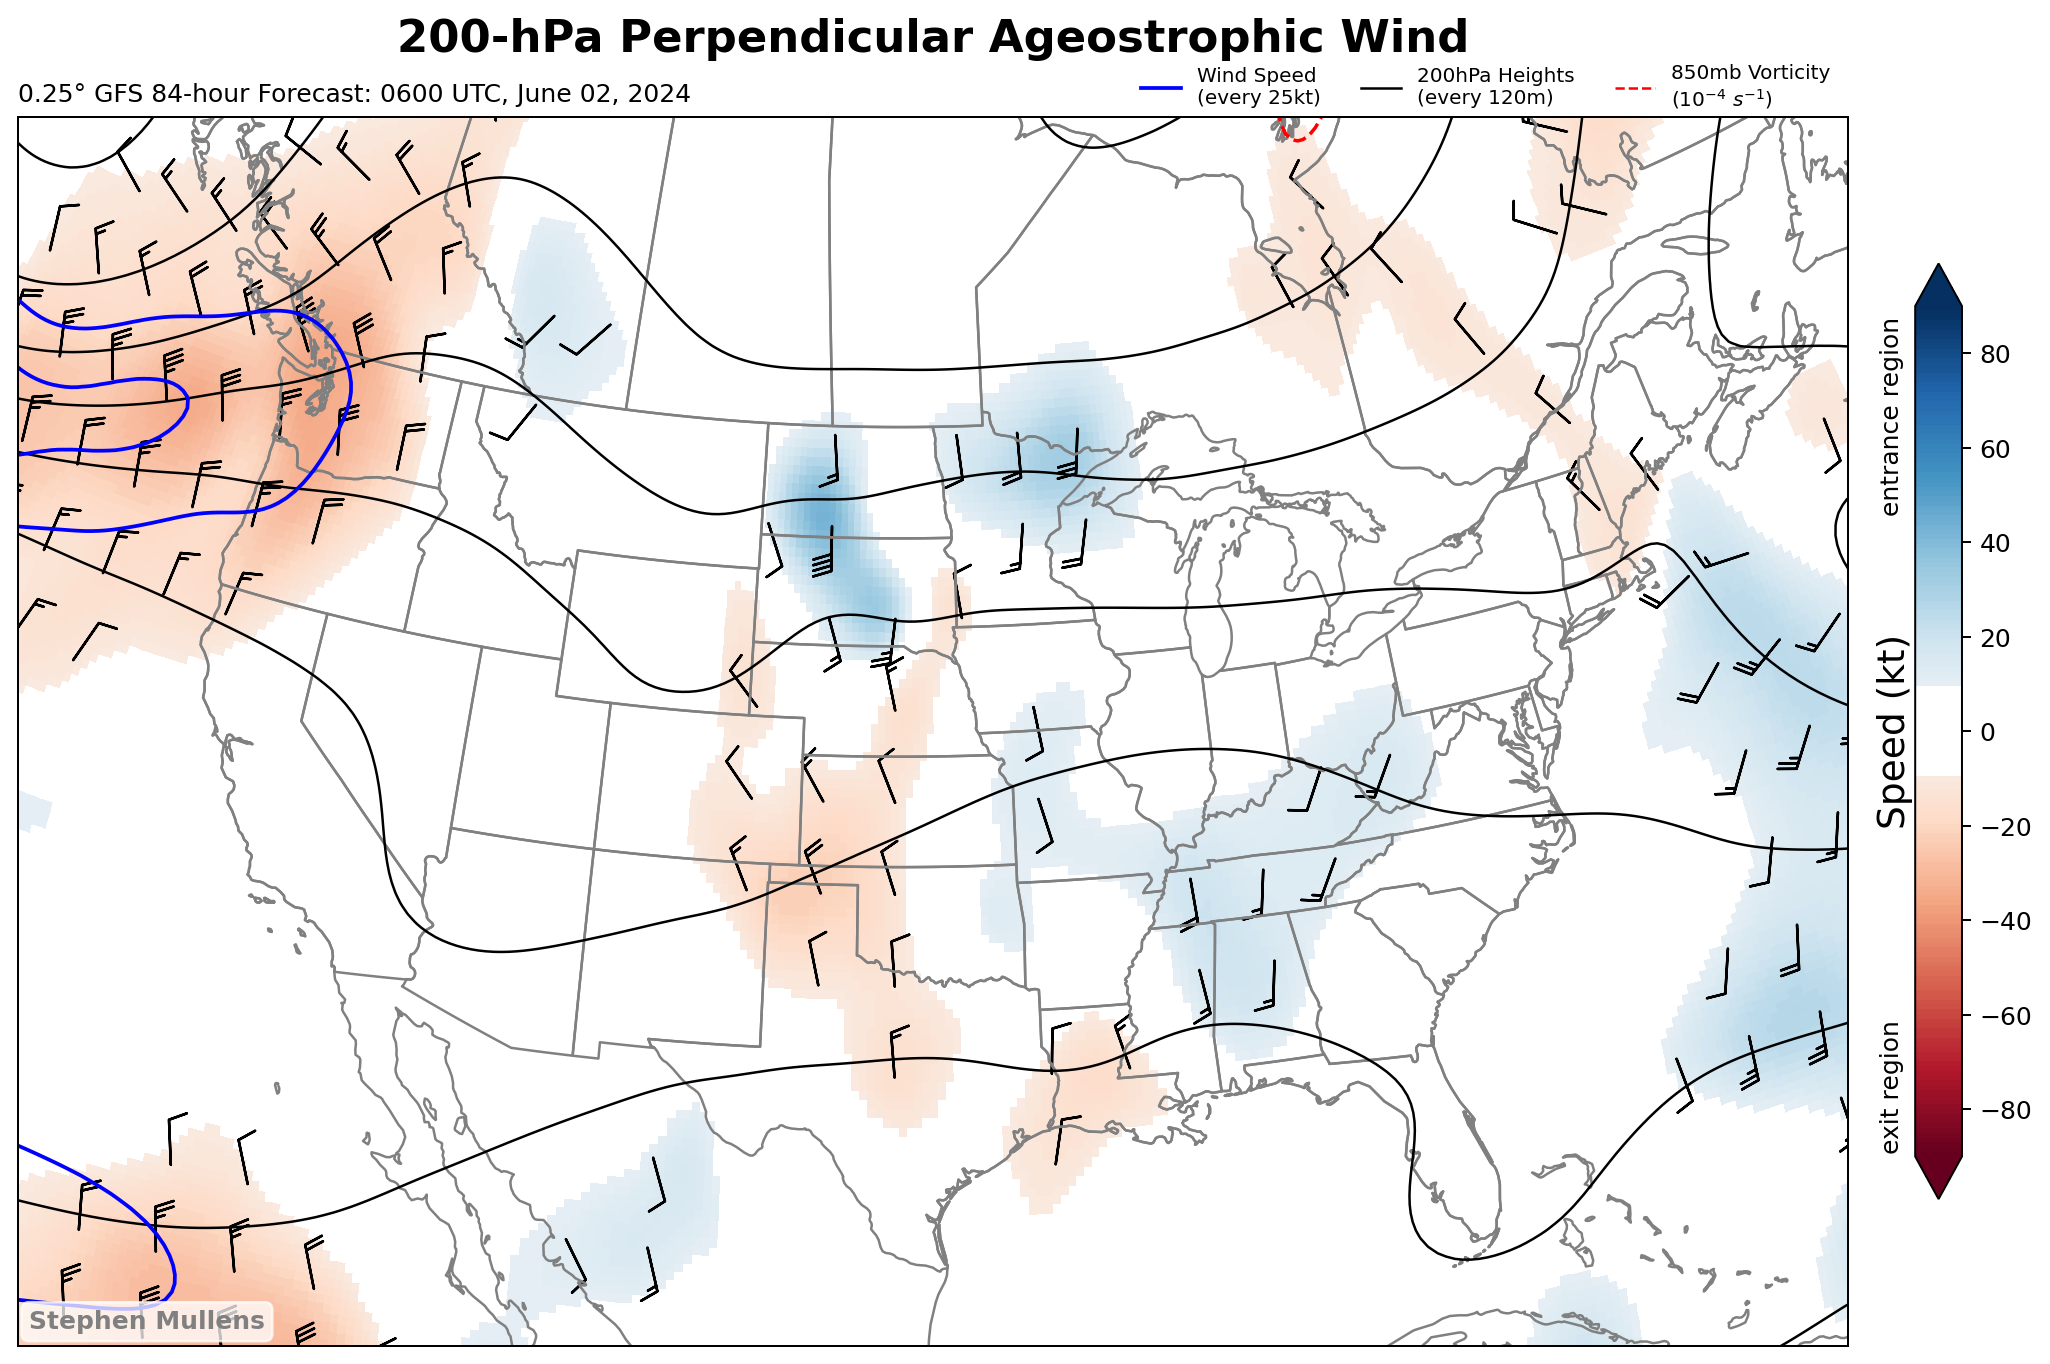 200-hPa Perpendicular Ageostrophic Wind
0.25° GFS 84-hour Forecast: 0600 UTC, June 02, 2024
Wind Speed
(every 25kt)
200hPa Heights
(every 120m)
850mb Vorticity
(10⁻⁴ s⁻¹)
entrance region
Speed (kt)
exit region
80
60
40
20
0
−20
−40
−60
−80
Stephen Mullens